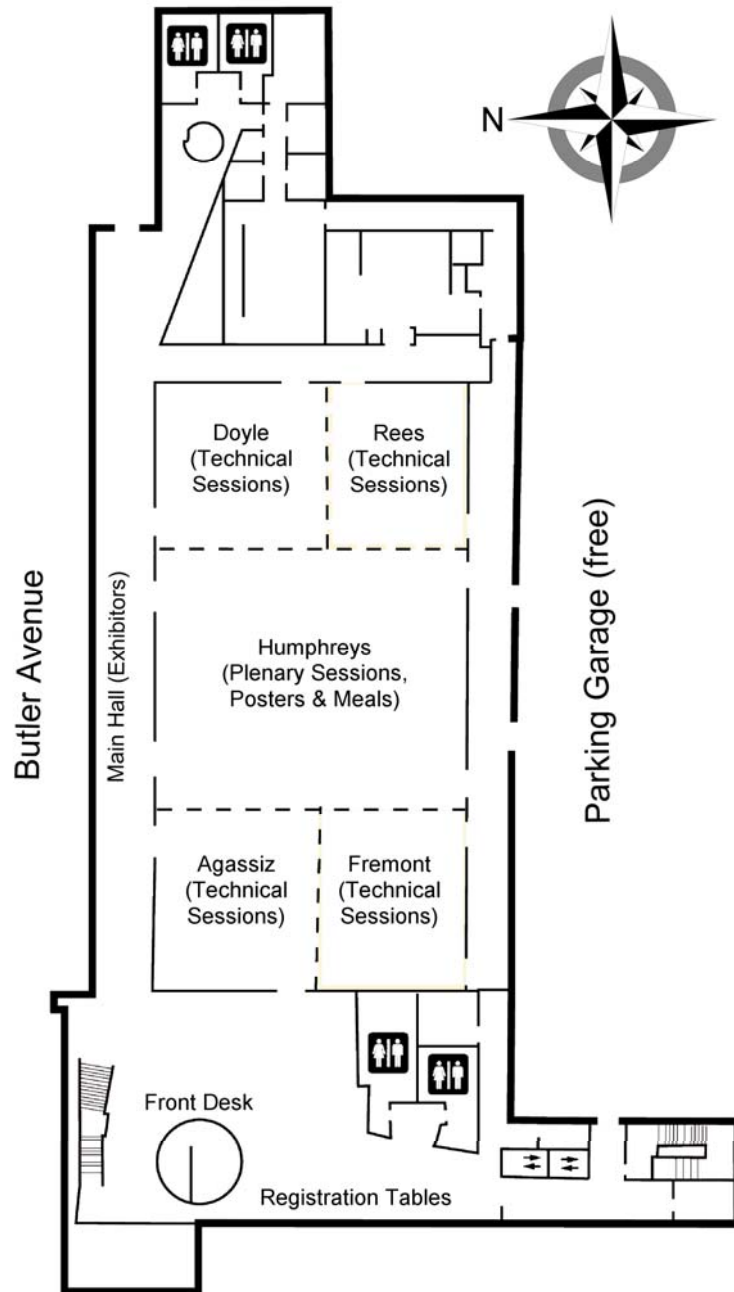 N
Doyle
(Technical
Sessions)
Rees
(Technical
Sessions)
Butler Avenue
Main Hall (Exhibitors)
Humphreys
(Plenary Sessions,
Posters & Meals)
Parking Garage (free)
Agassiz
(Technical
Sessions)
Fremont
(Technical
Sessions)
Front Desk
Registration Tables